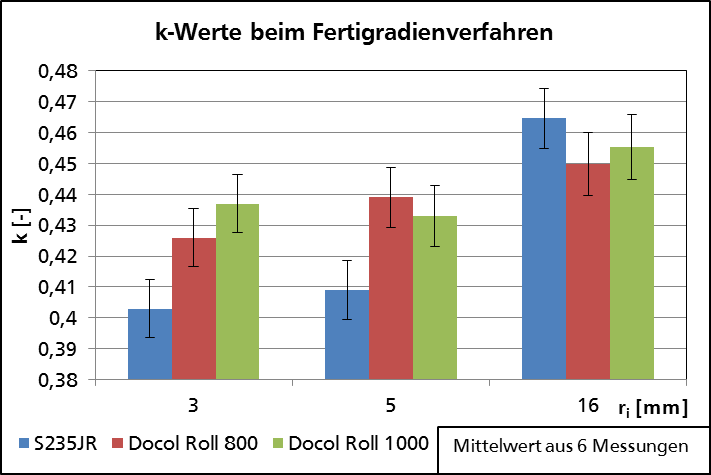 k-Werte beim Fertigradienverfahren
0,48
0,47
0,46
0,45
0,44
0,43
0,42
0,41
0,4
0,39
0,38
k [-]
3
5
16
ri [mm]
S235JR
Docol Roll 800
Docol Roll 1000
Mittelwert aus 6 Messungen